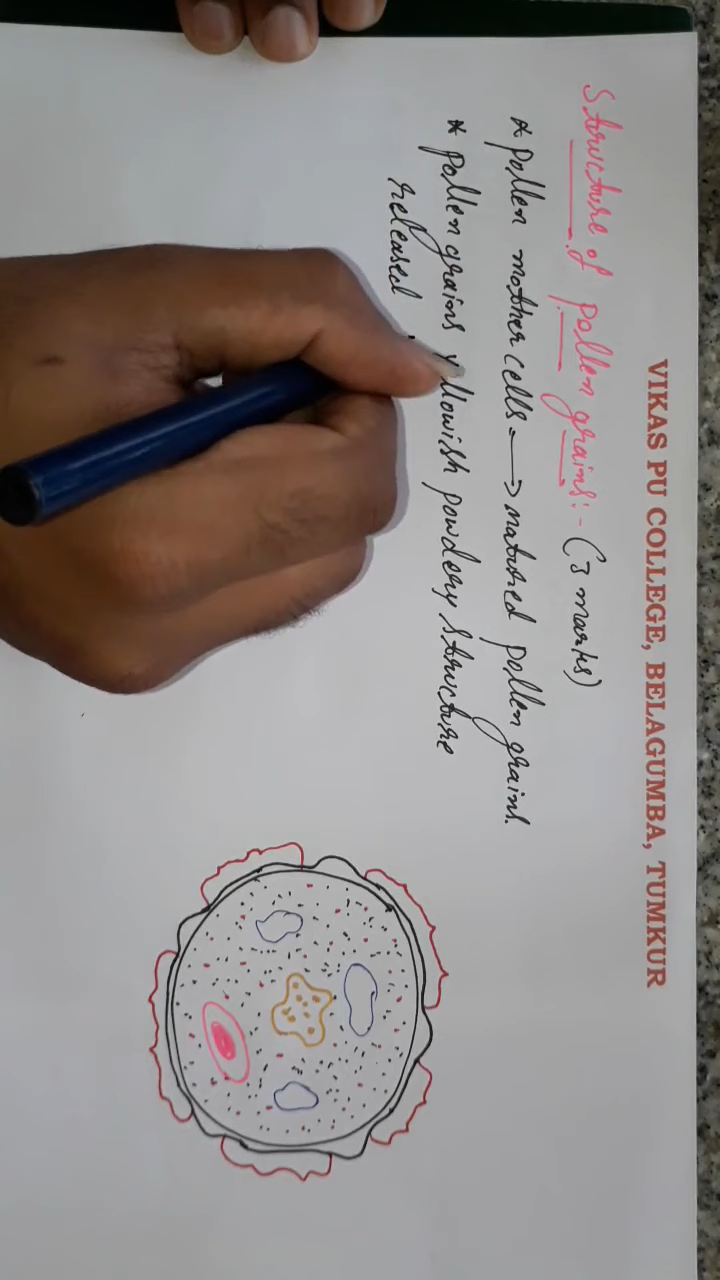 VIKAS PU COLLEGE, BELAGUMBA, TUMKUR
Structure of pollen grains:- (3 marks)
* Pollen mother cells → matured pollen grains.
* Pollen grains yellowish powdery structure
released